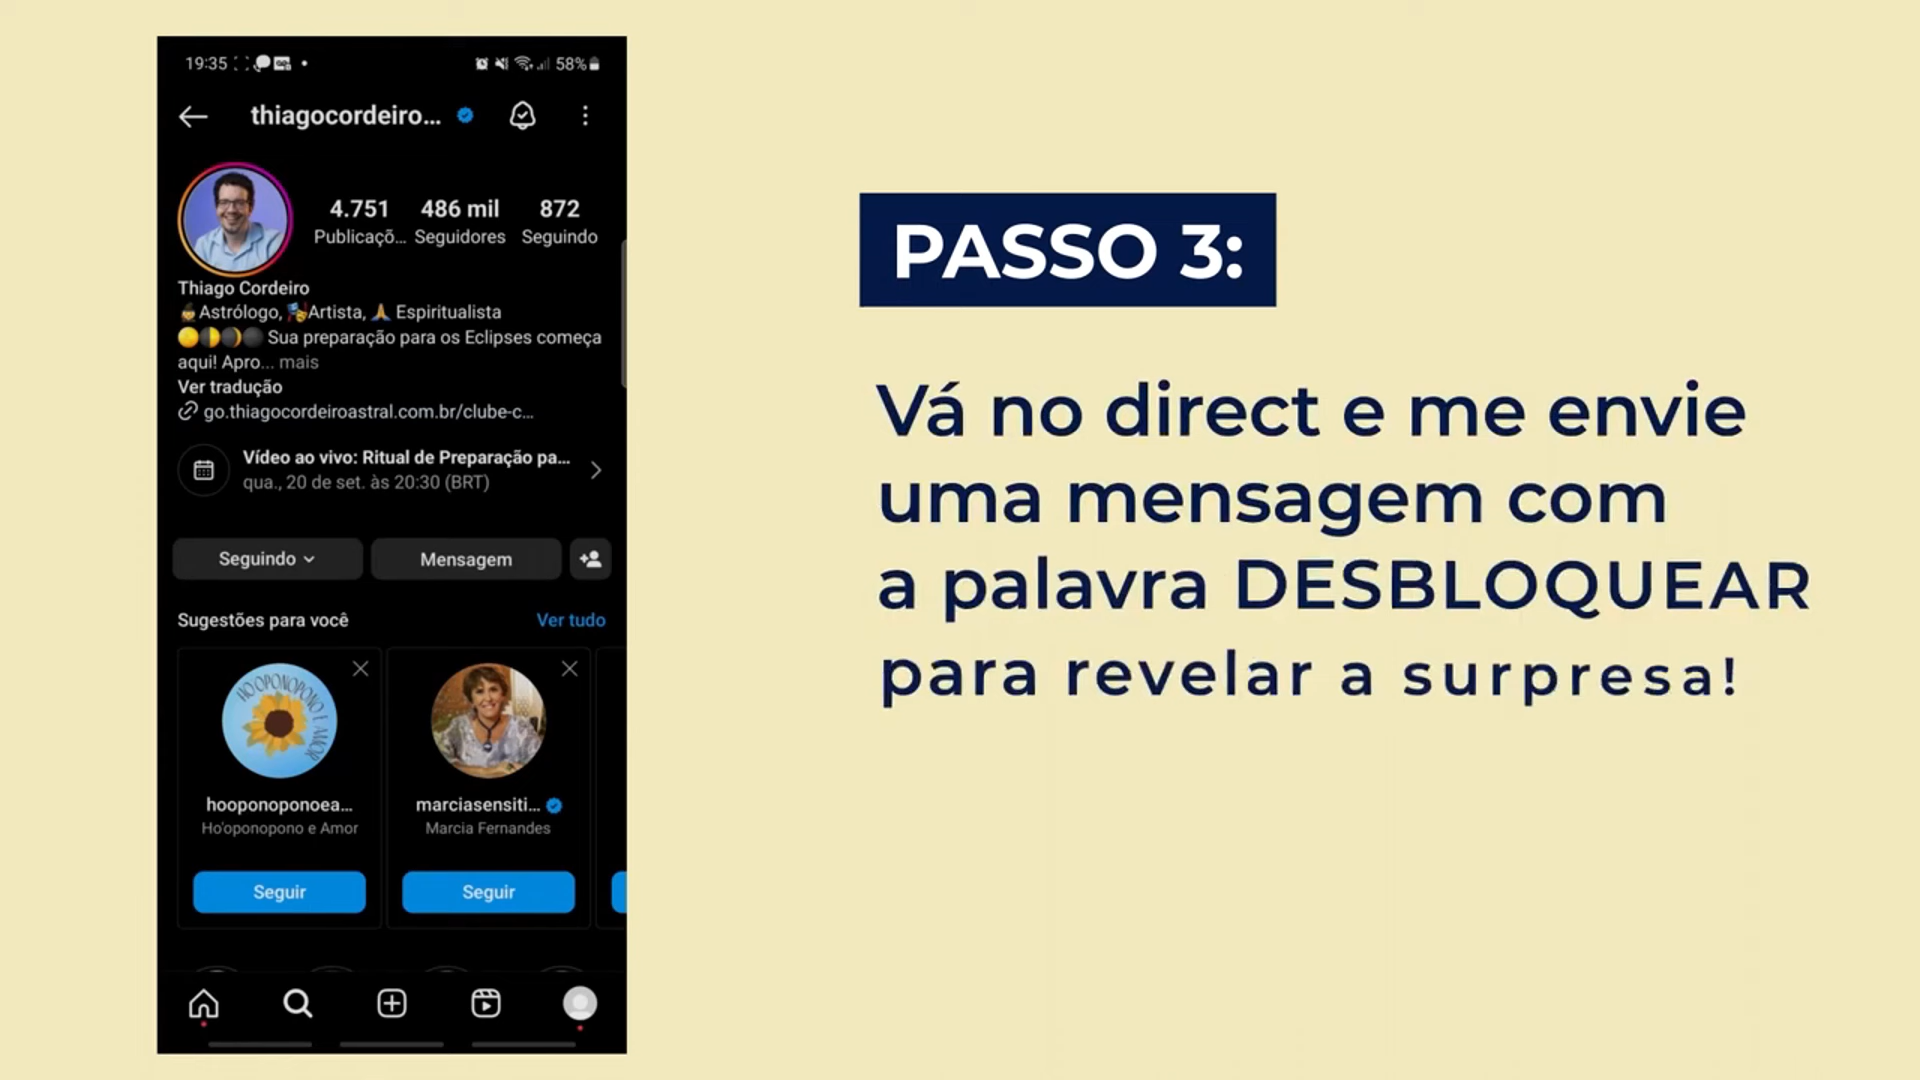 19:35
58%
thiagocordeiro...
4.751
486 mil
872
Publicaçõ...
Seguidores
Seguindo
Thiago Cordeiro
Astrólogo, Artista, Espiritualista
Sua preparação para os Eclipses começa
aqui! Apro... mais
Ver tradução
go.thiagocordeiroastral.com.br/clube-c...
Vídeo ao vivo: Ritual de Preparação pa...
qua., 20 de set. às 20:30 (BRT)
Seguindo
Mensagem
Sugestões para você
Ver tudo
HO'OPONOPONO E AMOR
hooponoponoea...
Ho'oponopono e Amor
Seguir
marciasensiti...
Marcia Fernandes
Seguir
PASSO 3:
Vá no direct e me envie
uma mensagem com
a palavra DESBLOQUEAR
para revelar a surpresa!